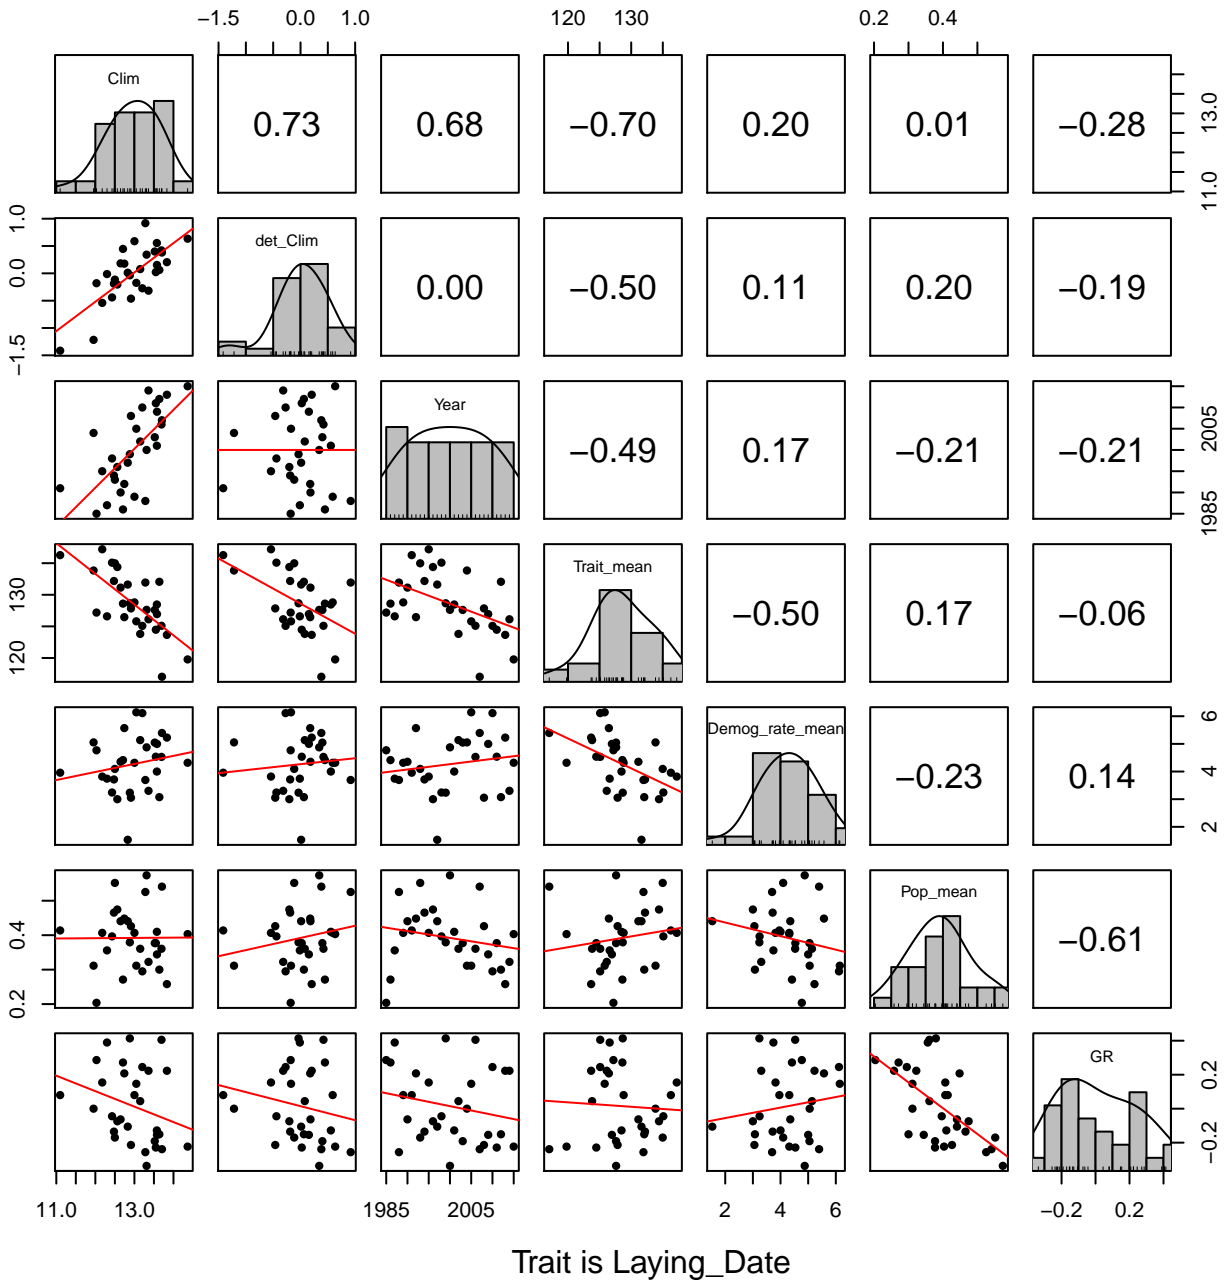 −1.5 0.0 1.0 120 130 0.2 0.4
Clim
0.73 0.68 −0.70 0.20 0.01 −0.28
11.0 13.0
det_Clim
0.00 −0.50 0.11 0.20 −0.19
−1.5 0.0 1.0
Year
−0.49 0.17 −0.21 −0.21
1985 2005
Trait_mean
−0.50 0.17 −0.06
120 130
Demog_rate_mean
−0.23 0.14
2 4 6
Pop_mean
−0.61
0.2 0.4
GR
−0.2 0.2
11.0 13.0 1985 2005 2 4 6 −0.2 0.2
Trait is Laying_Date